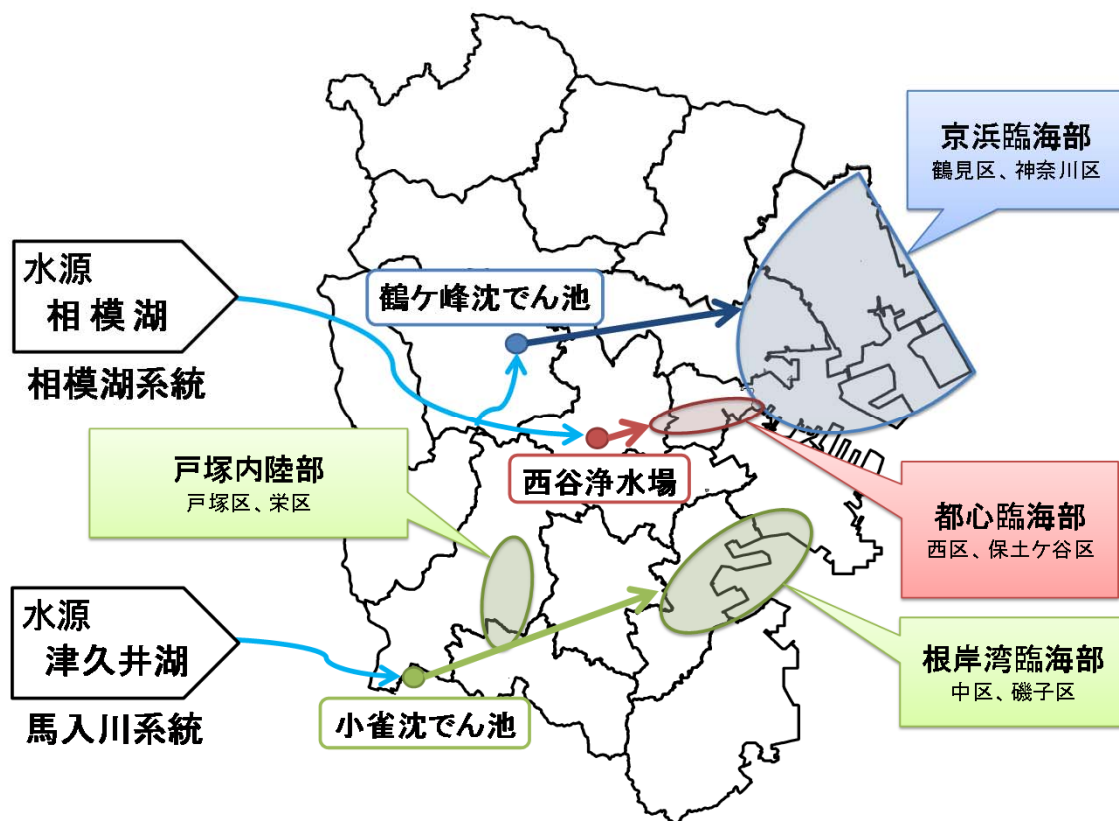 京浜臨海部
鶴見区、神奈川区
水源
相模湖
相模湖系統
鶴ケ峰沈でん池
戸塚内陸部
戸塚区、栄区
西谷浄水場
都心臨海部
西区、保土ケ谷区
水源
津久井湖
馬入川系統
小雀沈でん池
根岸湾臨海部
中区、磯子区